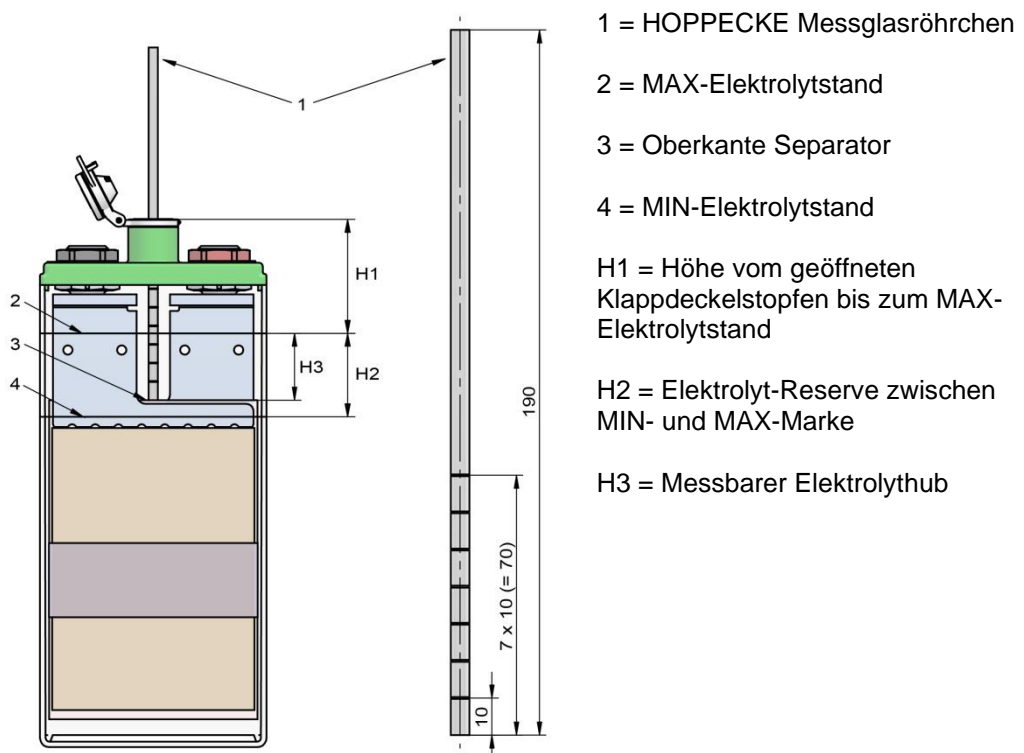 1 = HOPPECKE Messglasröhrchen
2 = MAX-Elektrolytstand
3 = Oberkante Separator
4 = MIN-Elektrolytstand
H1 = Höhe vom geöffneten
Klappdeckelstopfen bis zum MAX-
Elektrolytstand
H2 = Elektrolyt-Reserve zwischen
MIN- und MAX-Marke
H3 = Messbarer Elektrolythub
1
2
3
4
H1
H3
H2
190
7 x 10 (= 70)
10